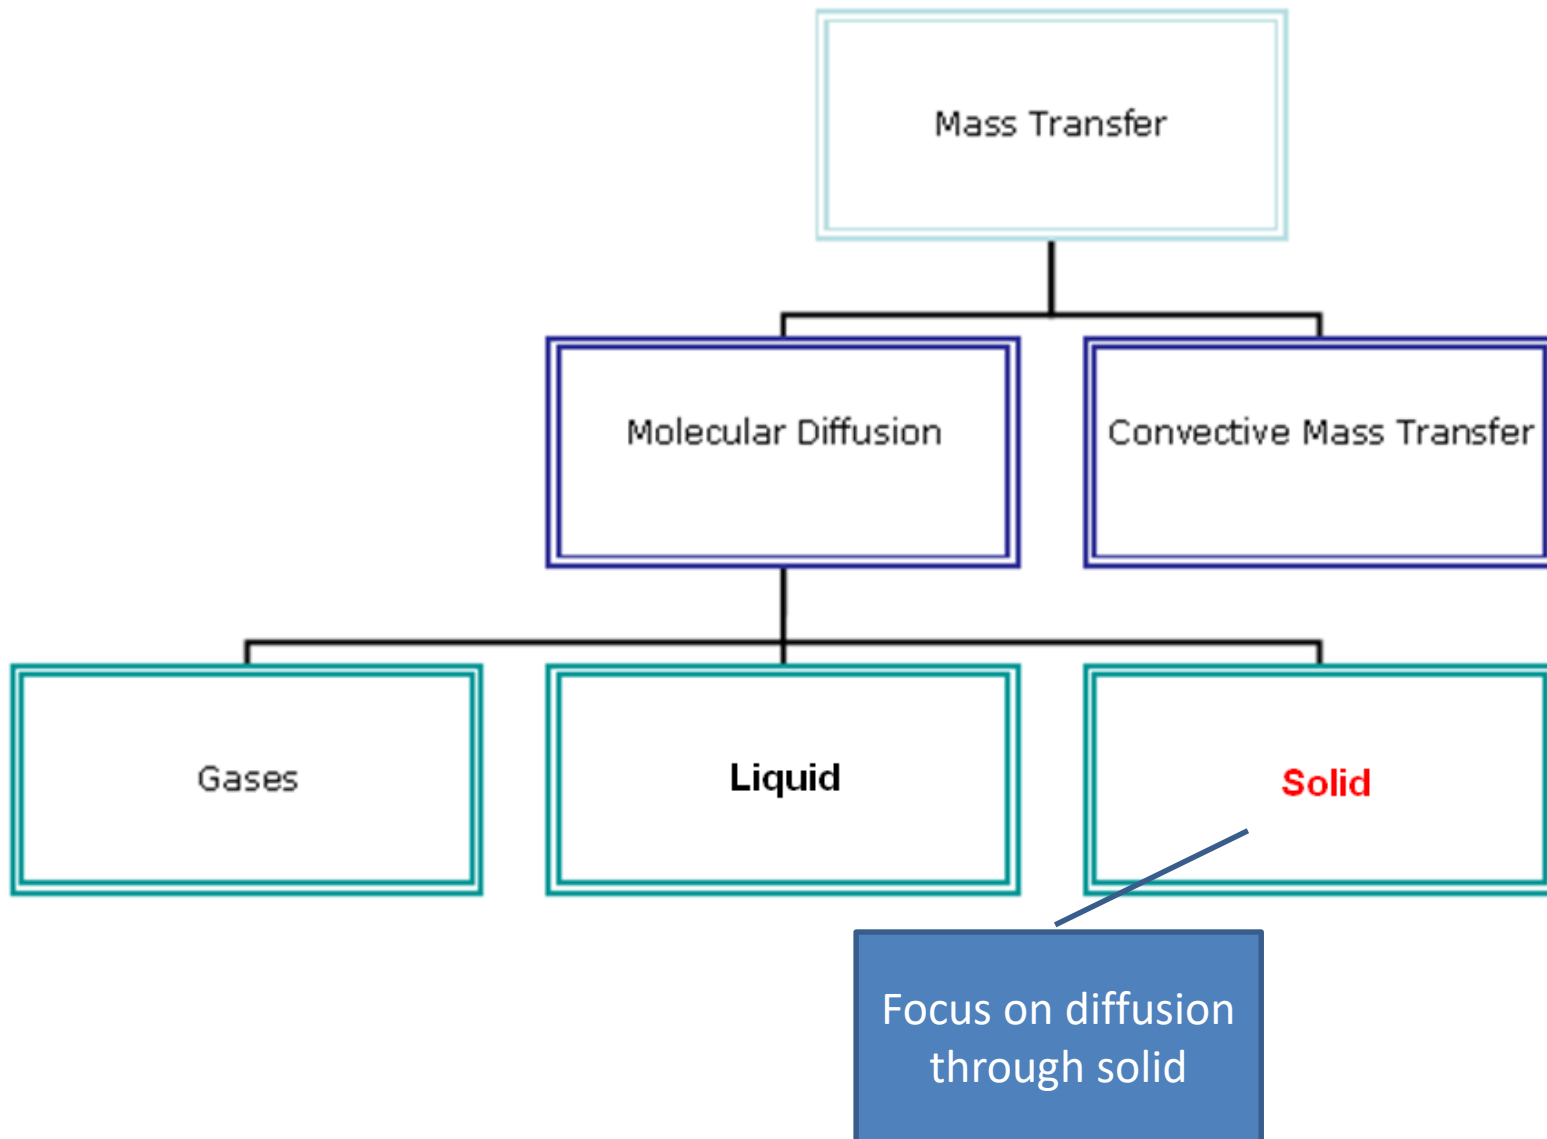 Mass Transfer
Molecular Diffusion
Convective Mass Transfer
Gases
Liquid
Solid
Focus on diffusion
through solid